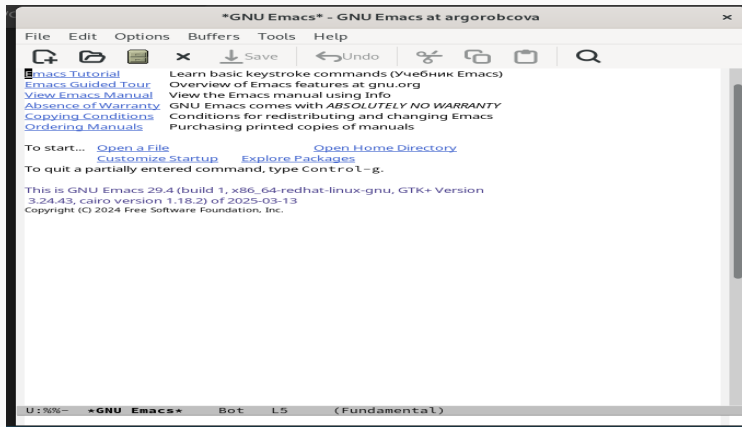 *GNU Emacs* - GNU Emacs at argorobcova ×
File Edit Options Buffers Tools Help
Save Undo
Emacs Tutorial Learn basic keystroke commands (Учебник Emacs)
Emacs Guided Tour Overview of Emacs features at gnu.org
View Emacs Manual View the Emacs manual using Info
Absence of Warranty GNU Emacs comes with ABSOLUTELY NO WARRANTY
Copying Conditions Conditions for redistributing and changing Emacs
Ordering Manuals Purchasing printed copies of manuals
To start... Open a File Open Home Directory
Customize Startup Explore Packages
To quit a partially entered command, type Control-g.
This is GNU Emacs 29.4 (build 1, x86_64-redhat-linux-gnu, GTK+ Version
3.24.43, cairo version 1.18.2) of 2025-03-13
Copyright (C) 2024 Free Software Foundation, Inc.
U:%%- *GNU Emacs* Bot L5 (Fundamental)